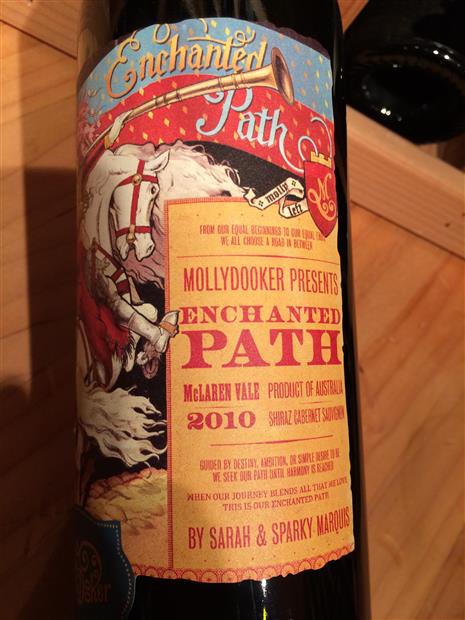 Enchanted
Path
molly
left
FROM OUR EQUAL BEGINNINGS TO OUR EQUAL
WE ALL CHOOSE A ROAD IN BETWEEN
MOLLYDOOKER PRESENTS
ENCHANTED
PATH
McLAREN VALE PRODUCT OF AUSTRALIA
2010 SHIRAZ CABERNET SAUVIGNON
GUIDED BY DESTINY, AMBITION, OR SIMPLE DESIRE TO BE
WE SEEK OUR PATH UNTIL HARMONY IS REACHED
WHEN OUR JOURNEY BLENDS ALL THAT WE LOVE
THIS IS OUR ENCHANTED PATH
BY SARAH & SPARKY MARQUIS